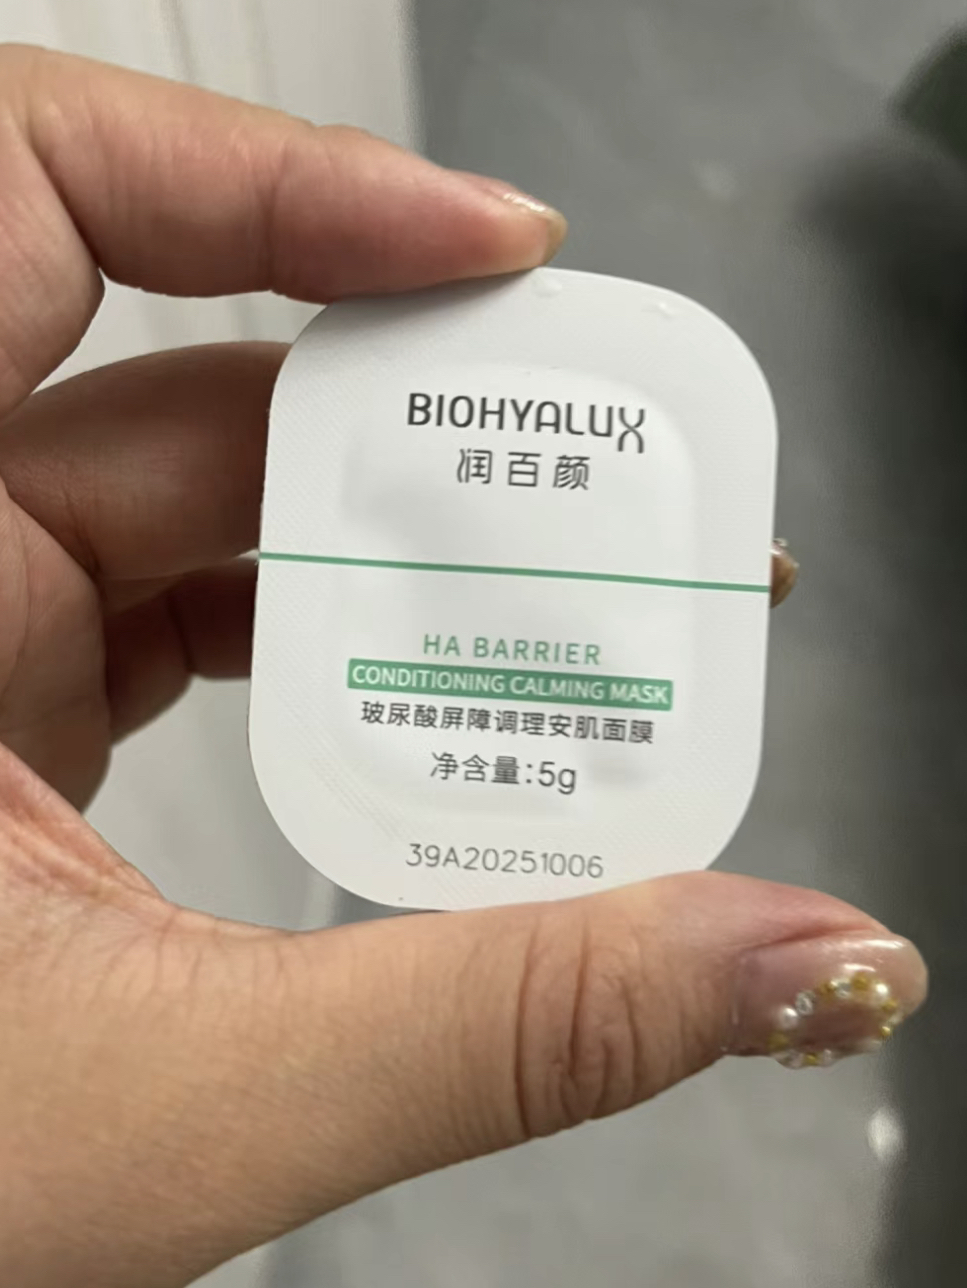 BIOHYALUX
润百颜
HA BARRIER
CONDITIONING CALMING MASK
玻尿酸屏障调理安肌面膜
净含量:5g
39A20251006